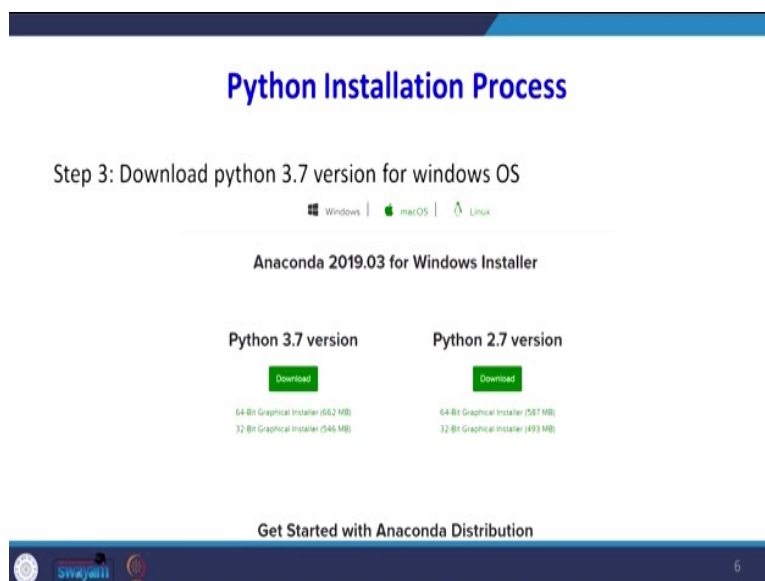 Python Installation Process
Step 3: Download python 3.7 version for windows OS
Windows | macOS | Linux
Anaconda 2019.03 for Windows Installer
Python 3.7 version Python 2.7 version
Download Download
64-Bit Graphical Installer (662 MB) 64-Bit Graphical Installer (587 MB)
32-Bit Graphical Installer (546 MB) 32-Bit Graphical Installer (493 MB)
Get Started with Anaconda Distribution
swayam 6